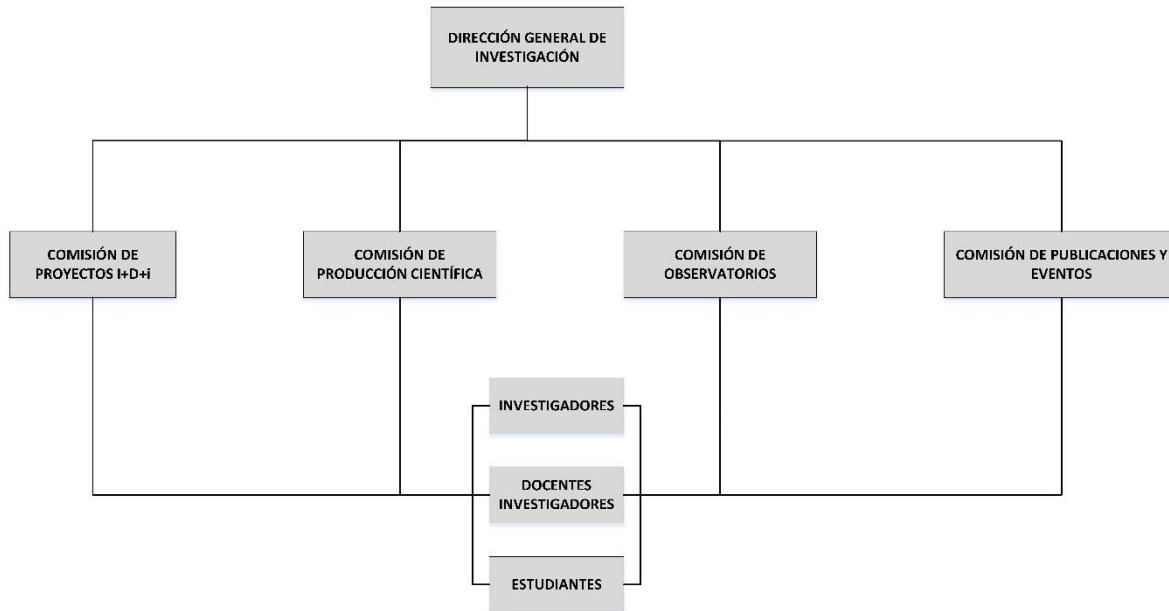 DIRECCIÓN GENERAL DE
INVESTIGACIÓN
COMISIÓN DE
PROYECTOS I+D+i
COMISIÓN DE
PRODUCCIÓN CIENTÍFICA
COMISIÓN DE
OBSERVATORIOS
COMISIÓN DE PUBLICACIONES Y
EVENTOS
INVESTIGADORES
DOCENTES
INVESTIGADORES
ESTUDIANTES